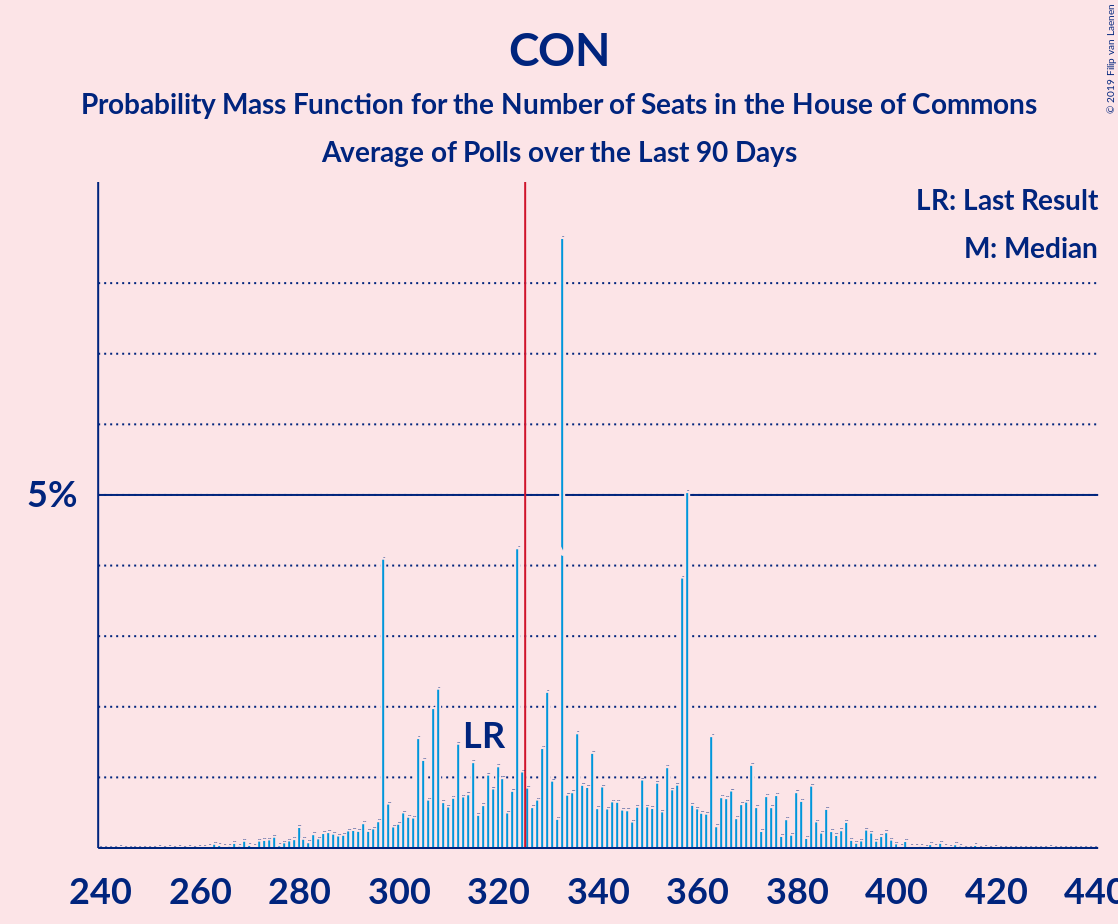 CON
Probability Mass Function for the Number of Seats in the House of Commons
Average of Polls over the Last 90 Days
© 2019 Filip van Laenen
LR: Last Result
M: Median
5%
LR
240 260 280 300 320 340 360 380 400 420 440